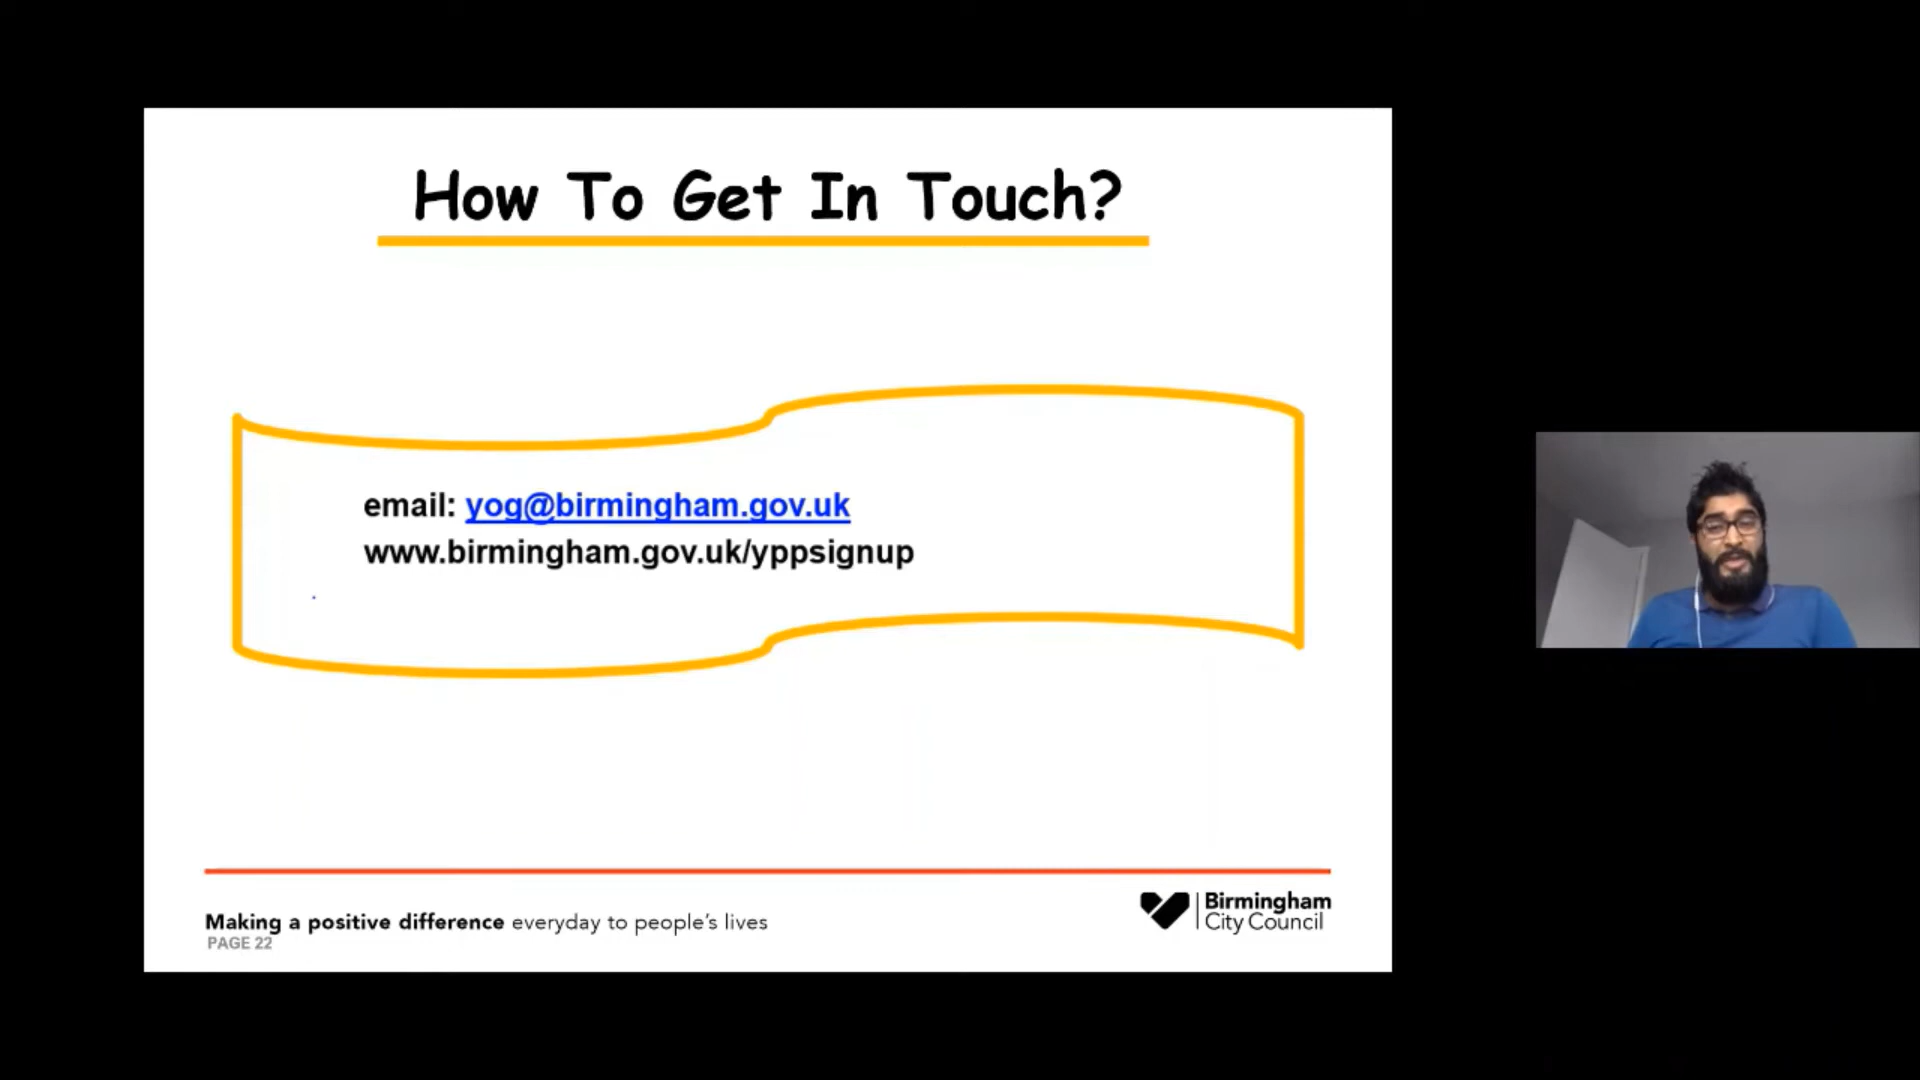 How To Get In Touch?
email: yog@birmingham.gov.uk
www.birmingham.gov.uk/yppsignup
Making a positive difference everyday to people's lives
PAGE 22
Birmingham
City Council